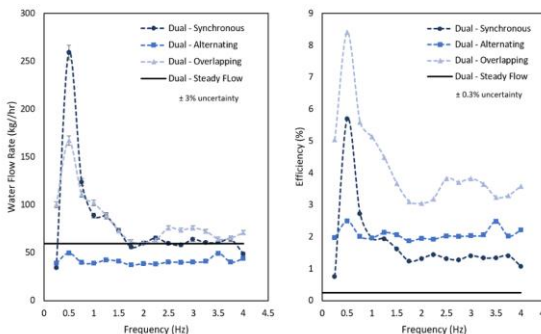 300
250
200
150
100
50
0
Water Flow Rate (kg//hr)
0 0.5 1 1.5 2 2.5 3 3.5 4
Frequency (Hz)
Dual - Synchronous
Dual - Alternating
Dual - Overlapping
Dual - Steady FLow
± 3% uncertainty
9
8
7
6
5
4
3
2
1
0
Efficiency (%)
0 0.5 1 1.5 2 2.5 3 3.5 4
Frequency (Hz)
Dual - Synchronous
Dual - Alternating
Dual - Overlapping
Dual - Steady Flow
± 0.3% uncertainty